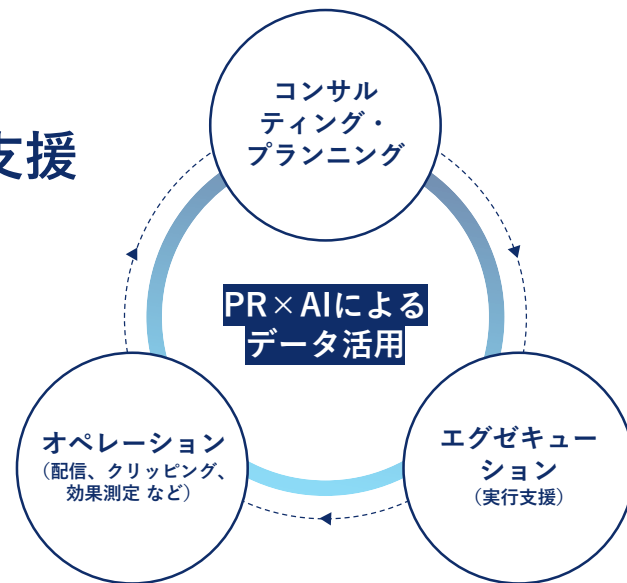 コンサル
ティング・
プランニング
支援
PR×AIによる
データ活用
オペレーション
（配信、クリッピング、
効果測定 など）
エグゼキュー
ション
（実行支援）